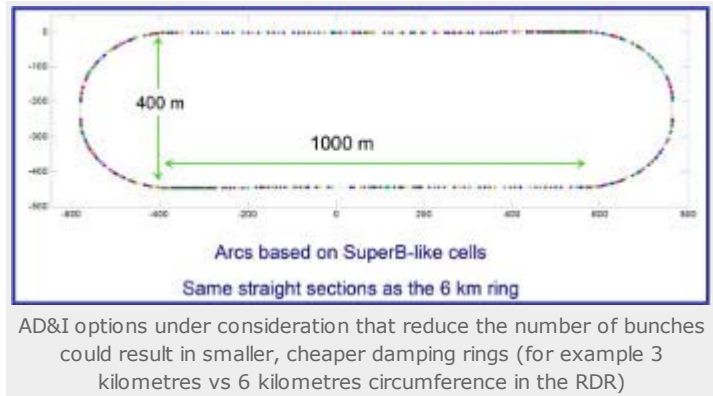 0
-100
400 m
-200
1000 m
-300
-400
-500
-600 -400 -200 0 200 400 600 800
Arcs based on SuperB-like cells
Same straight sections as the 6 km ring
AD&I options under consideration that reduce the number of bunches
could result in smaller, cheaper damping rings (for example 3
kilometres vs 6 kilometres circumference in the RDR)